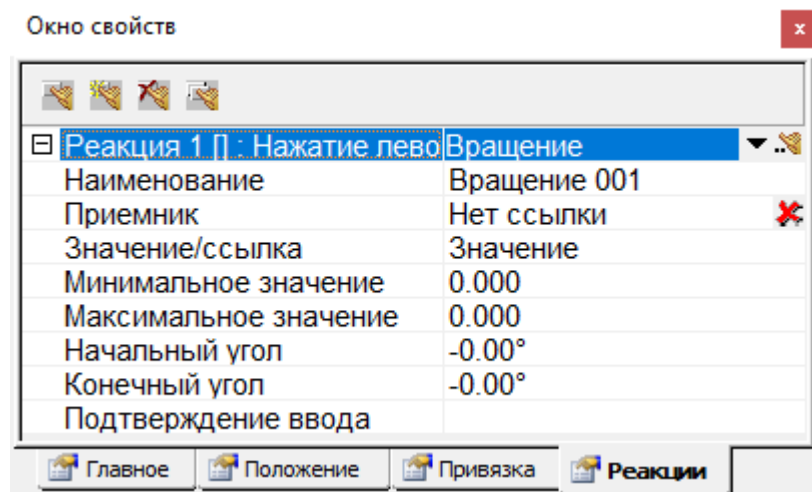 Окно свойств
Реакция 1 [] : Нажатие лево Вращение
Наименование Вращение 001
Приемник Нет ссылки
Значение/ссылка Значение
Минимальное значение 0.000
Максимальное значение 0.000
Начальный угол -0.00°
Конечный угол -0.00°
Подтверждение ввода
Главное Положение Привязка Реакции